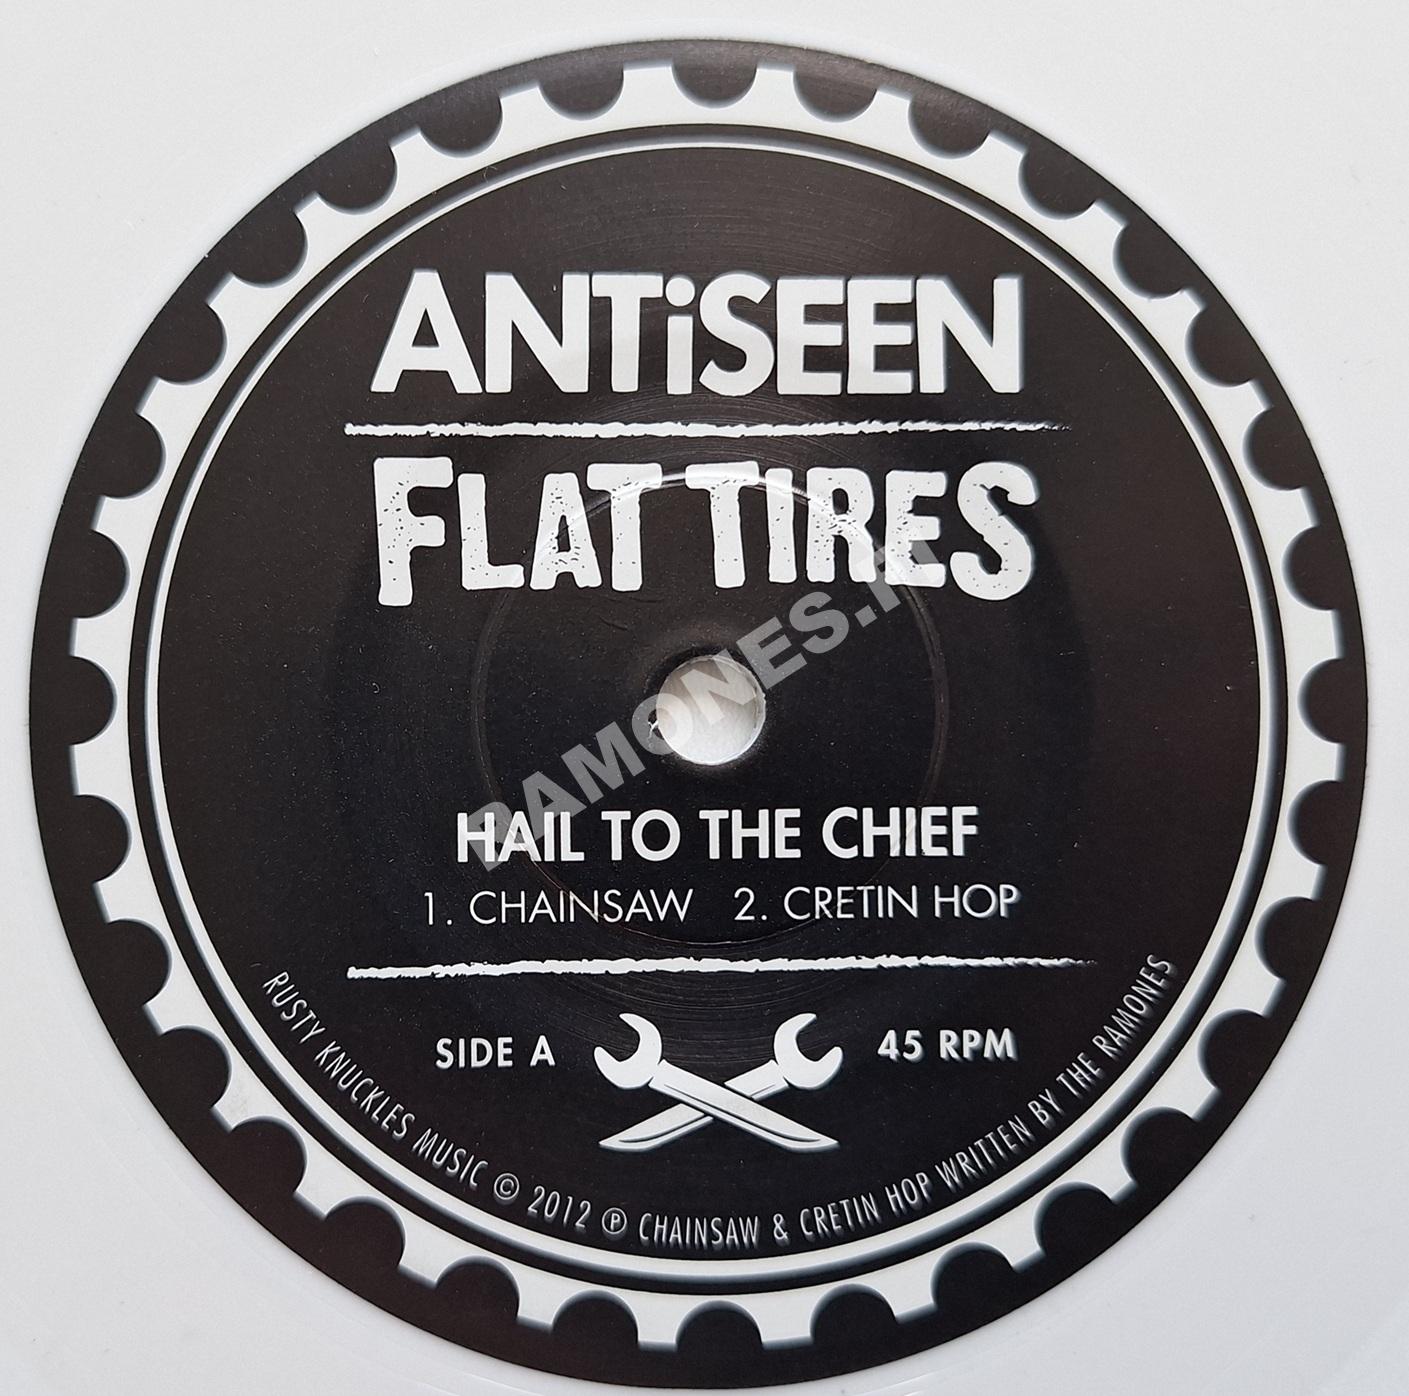 ANTiSEEN
FLAT TIRES
RAMONES.fi
HAIL TO THE CHIEF
1. CHAINSAW 2. CRETIN HOP
SIDE A 45 RPM
RUSTY KNUCKLES MUSIC © 2012 ℗ CHAINSAW & CRETIN HOP WRITTEN BY THE RAMONES